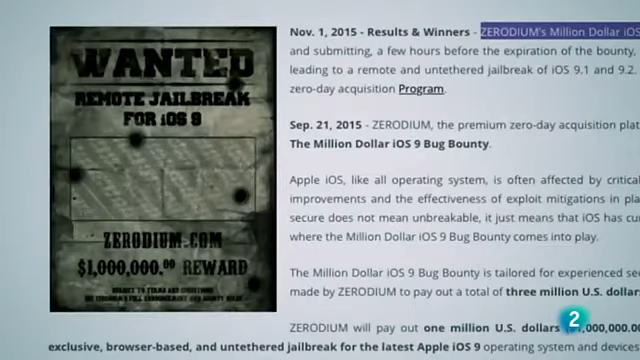 WANTED
REMOTE JAILBREAK
FOR iOS 9
ZERODIUM.COM
$1,000,000.00 REWARD
Nov. 1, 2015 - Results & Winners - ZERODIUM's Million Dollar iOS
and submitting, a few hours before the expiration of the bounty,
leading to a remote and untethered jailbreak of iOS 9.1 and 9.2.
zero-day acquisition Program.
Sep. 21, 2015 - ZERODIUM, the premium zero-day acquisition plat
The Million Dollar iOS 9 Bug Bounty.
Apple iOS, like all operating system, is often affected by critical
improvements and the effectiveness of exploit mitigations in pla
secure does not mean unbreakable, it just means that iOS has cu
where the Million Dollar iOS 9 Bug Bounty comes into play.
The Million Dollar iOS 9 Bug Bounty is tailored for experienced se
made by ZERODIUM to pay out a total of three million U.S. dollar
ZERODIUM will pay out one million U.S. dollars 1,000,000.00
exclusive, browser-based, and untethered jailbreak for the latest Apple iOS 9 operating system and devices
2